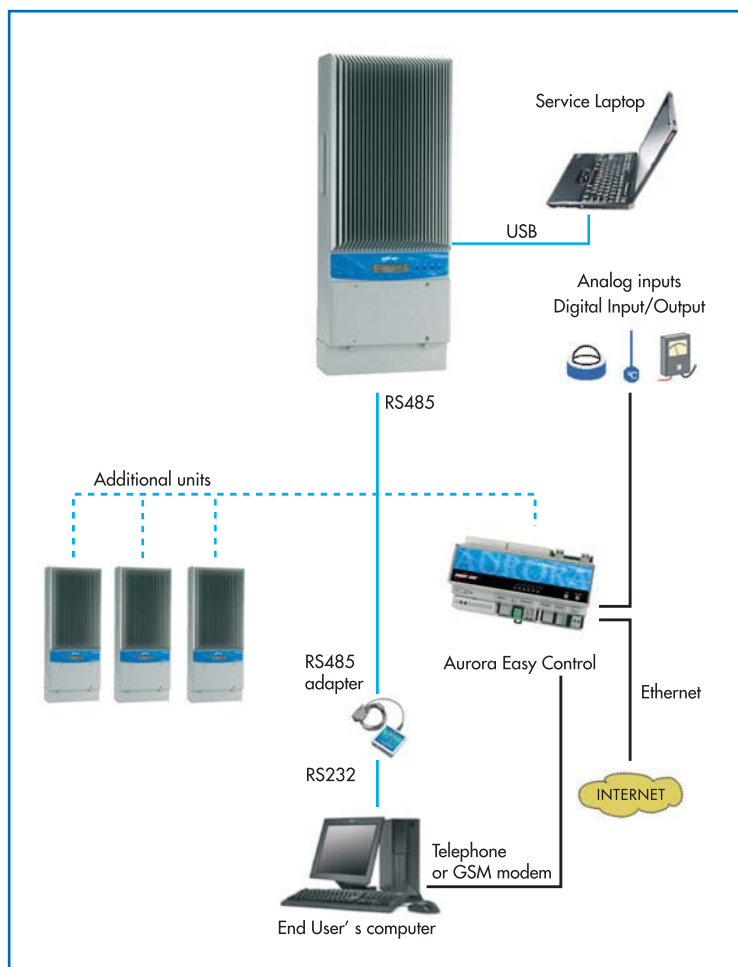 Service Laptop
USB
Analog inputs
Digital Input/Output
°C
RS485
Additional units
AURORA
RS485
adapter
Aurora Easy Control
Ethernet
RS232
INTERNET
Telephone
or GSM modem
End User' s computer